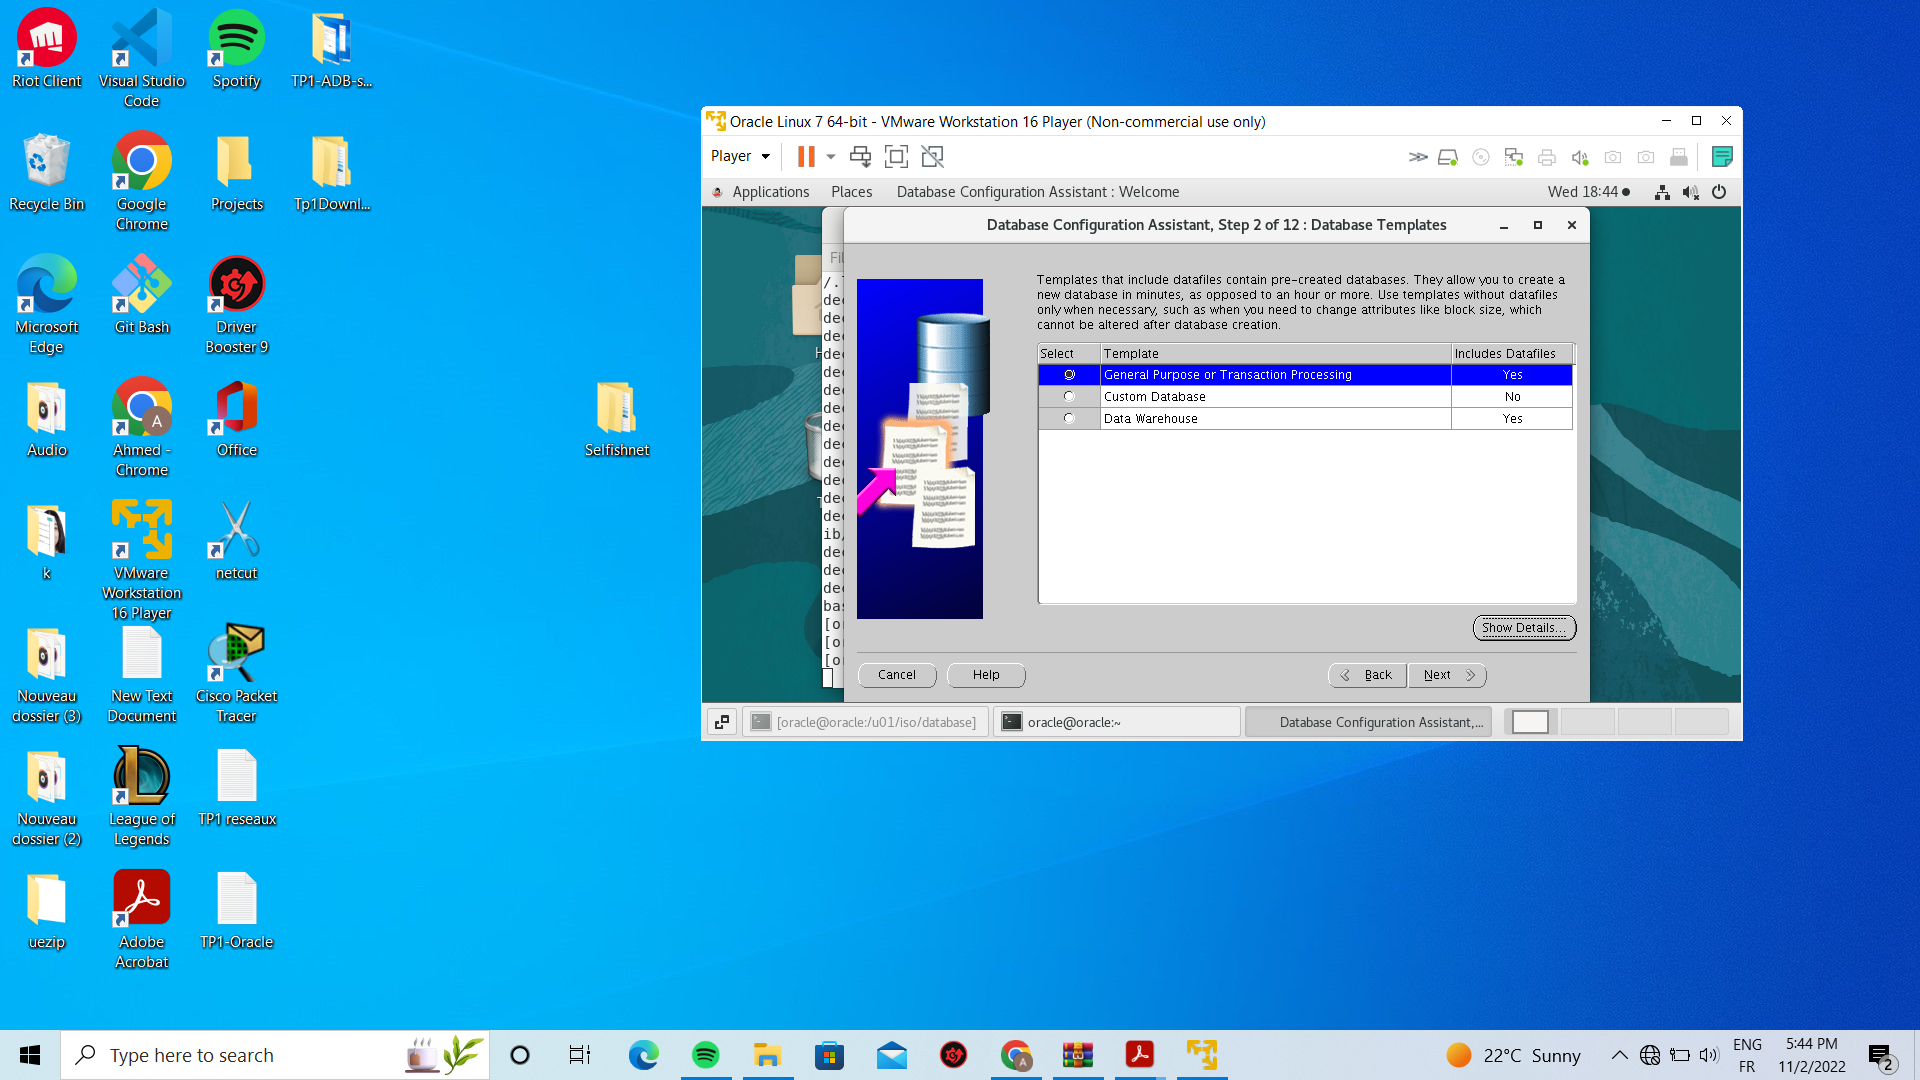 Riot Client
Visual Studio
Code
Spotify
TP1-ADB-s...
Recycle Bin
Google
Chrome
Projects
Tp1Downl...
Microsoft
Edge
Git Bash
Driver
Booster 9
Audio
Ahmed -
Chrome
A
Office
Selfishnet
k
VMware
Workstation
16 Player
netcut
Nouveau
dossier (3)
New Text
Document
Cisco Packet
Tracer
Nouveau
dossier (2)
League of
Legends
TP1 reseaux
uezip
Adobe
Acrobat
TP1-Oracle
Oracle Linux 7 64-bit - VMware Workstation 16 Player (Non-commercial use only)
Player
Applications Places Database Configuration Assistant : Welcome Wed 18:44
Database Configuration Assistant, Step 2 of 12 : Database Templates
Templates that include datafiles contain pre-created databases. They allow you to create a
new database in minutes, as opposed to an hour or more. Use templates without datafiles
only when necessary, such as when you need to change attributes like block size, which
cannot be altered after database creation.
Select Template Includes Datafiles
General Purpose or Transaction Processing Yes
Custom Database No
Data Warehouse Yes
Show Details...
Cancel Help Back Next
[oracle@oracle:/u01/iso/database] oracle@oracle:~ Database Configuration Assistant,...
Type here to search
22°C Sunny
ENG
FR
5:44 PM
11/2/2022
2